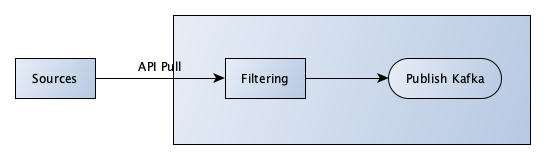 Sources
API Pull
Filtering
Publish Kafka